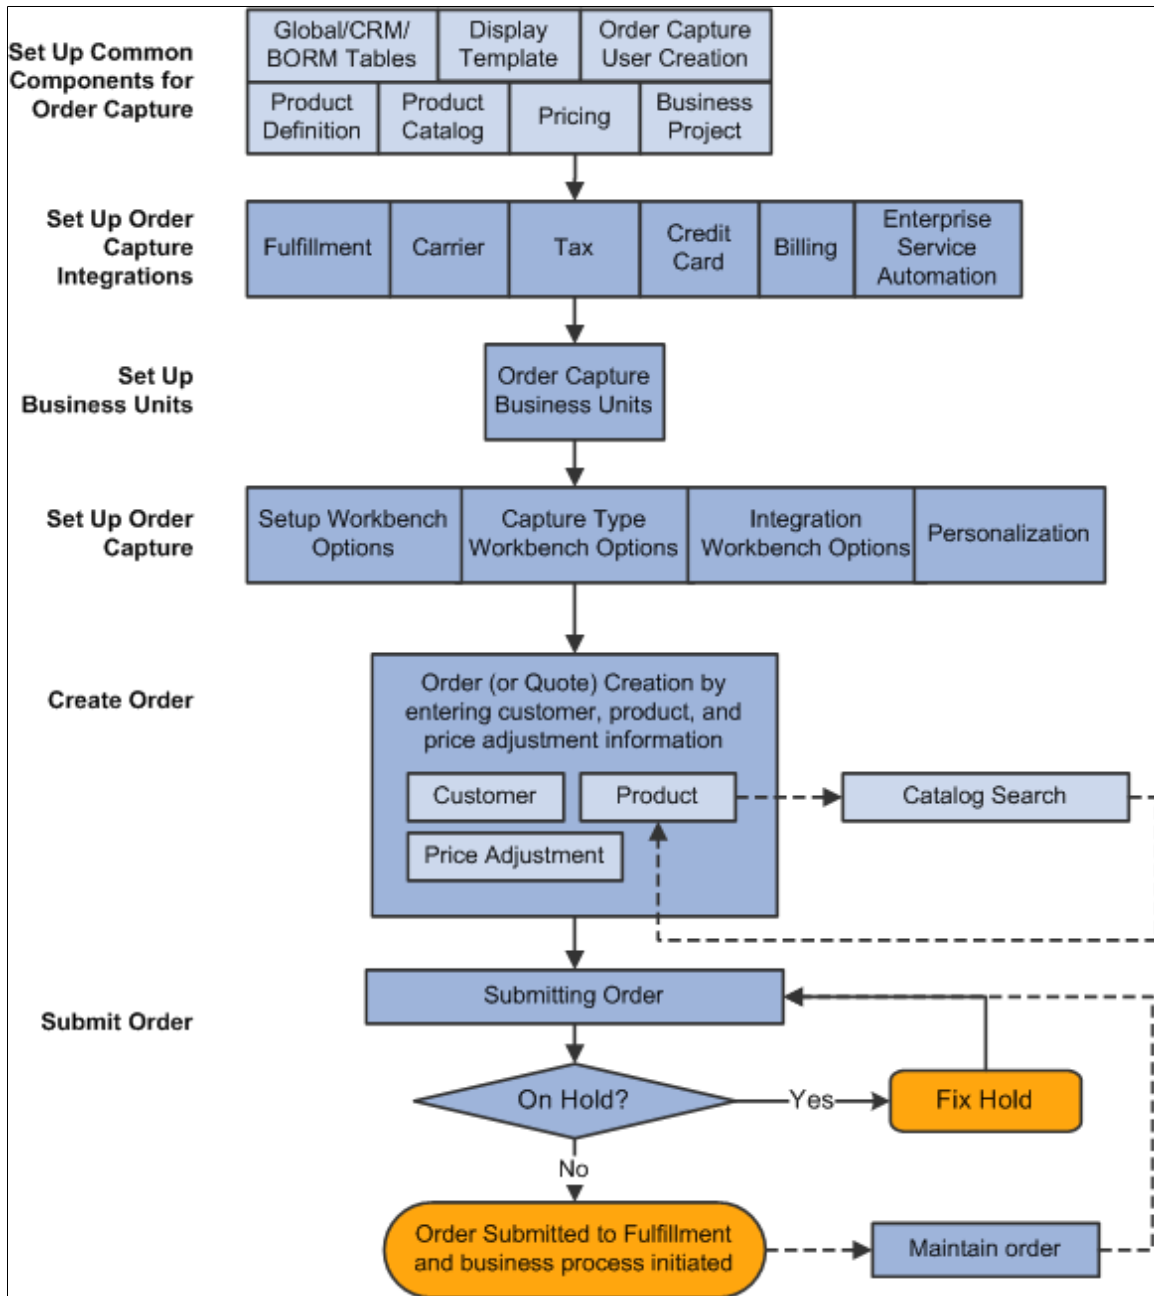 Set Up Common
Components for
Order Capture
Global/CRM/
BORM Tables
Display
Template
Order Capture
User Creation
Product
Definition
Product
Catalog
Pricing
Business
Project
Set Up Order
Capture
Integrations
Fulfillment
Carrier
Tax
Credit
Card
Billing
Enterprise
Service
Automation
Set Up
Business Units
Order Capture
Business Units
Set Up Order
Capture
Setup Workbench
Options
Capture Type
Workbench Options
Integration
Workbench Options
Personalization
Create Order
Order (or Quote) Creation by
entering customer, product, and
price adjustment information
Customer
Product
Catalog Search
Price Adjustment
Submit Order
Submitting Order
On Hold?
Yes
Fix Hold
No
Order Submitted to Fulfillment
and business process initiated
Maintain order